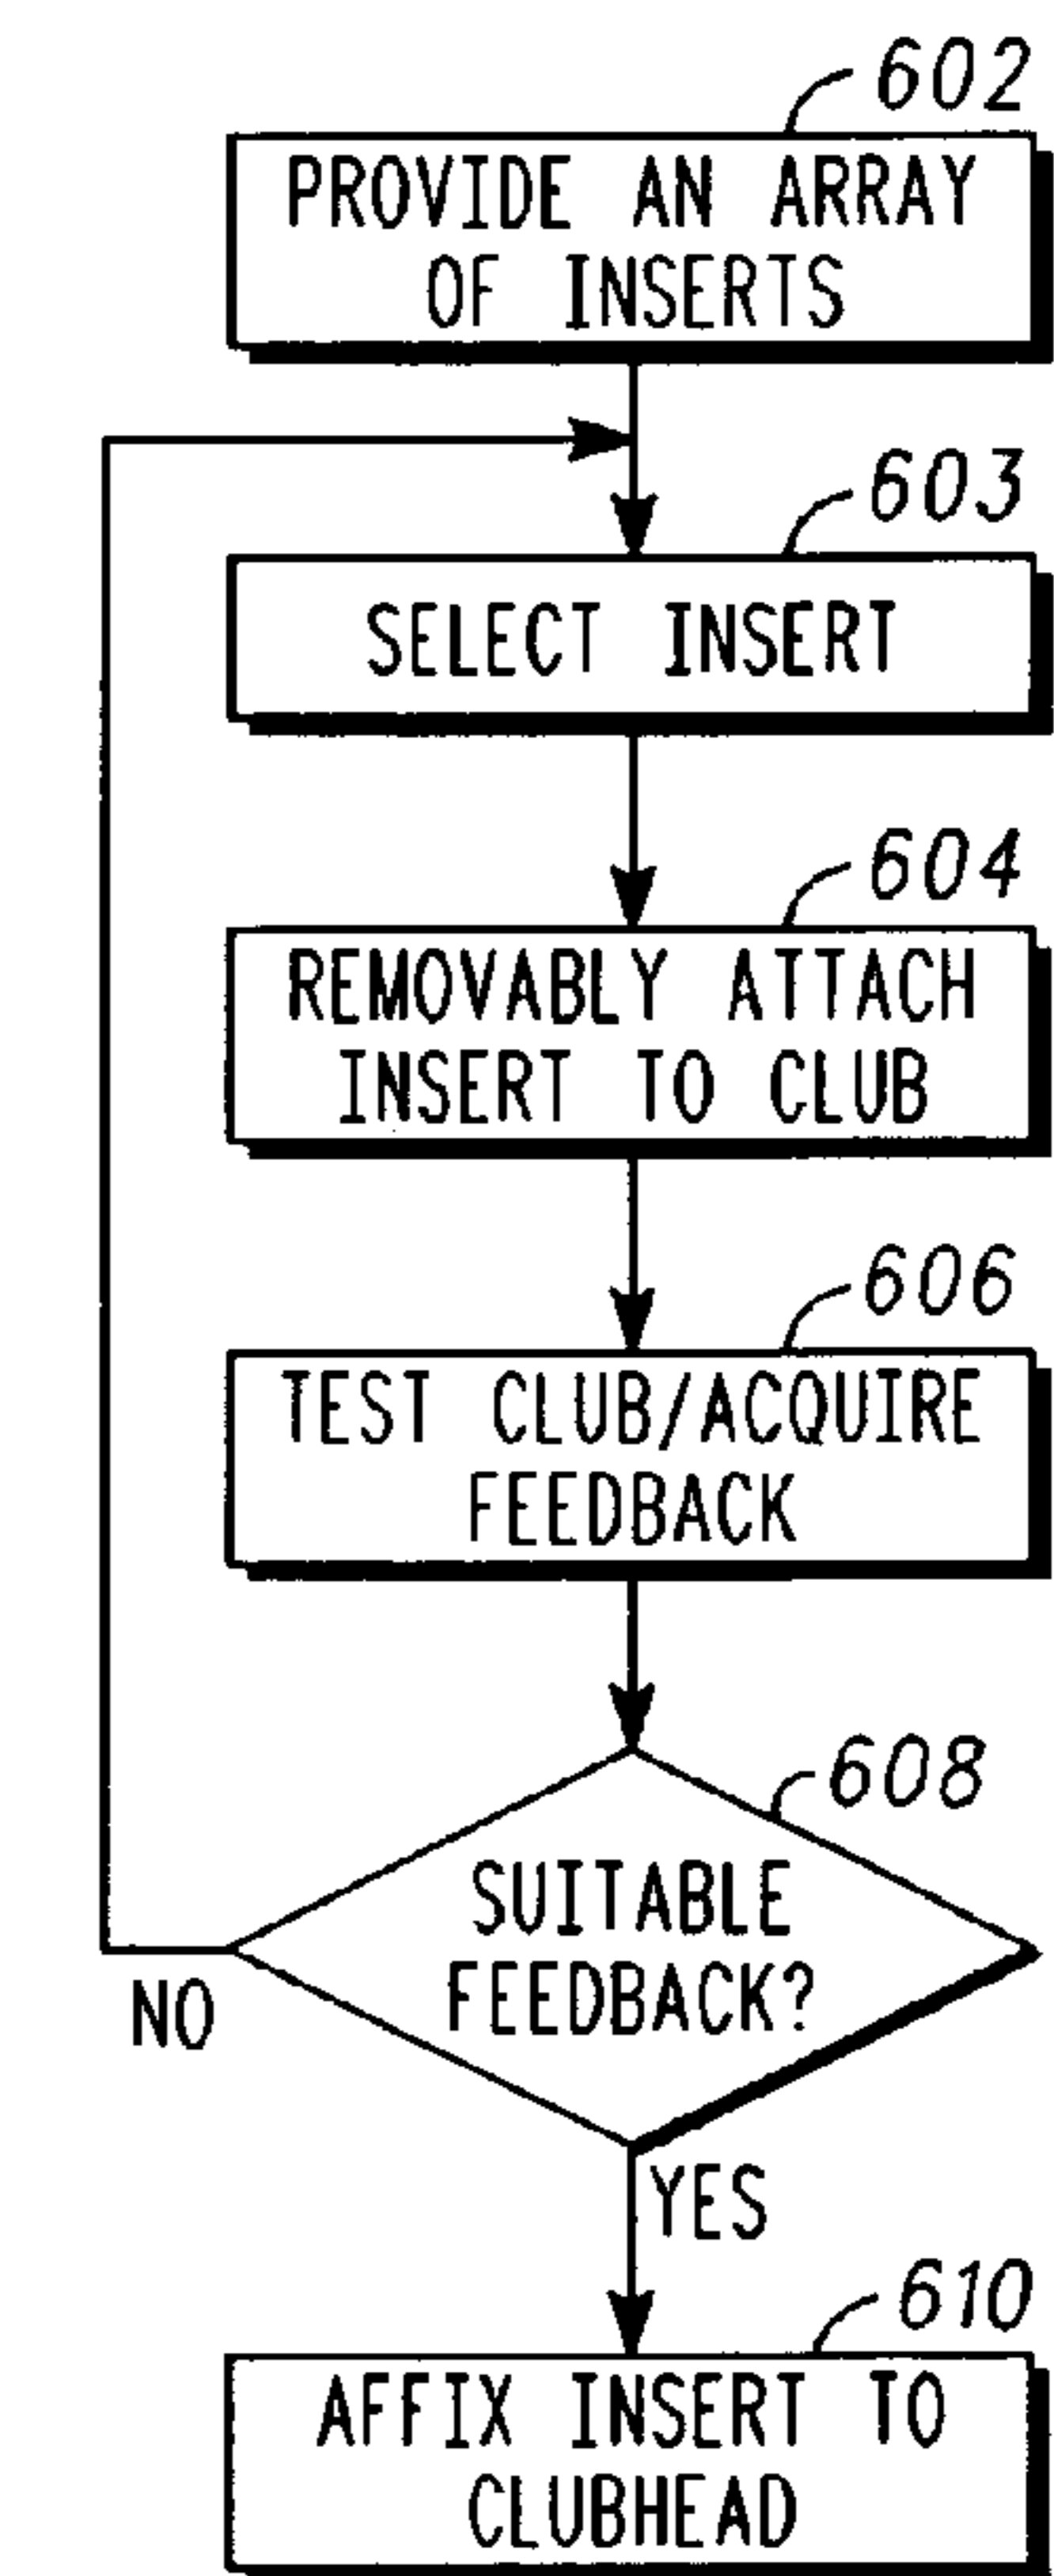 602
PROVIDE AN ARRAY
OF INSERTS
603
SELECT INSERT
604
REMOVABLY ATTACH
INSERT TO CLUB
606
TEST CLUB/ACQUIRE
FEEDBACK
608
SUITABLE
FEEDBACK?
NO
YES
610
AFFIX INSERT TO
CLUBHEAD